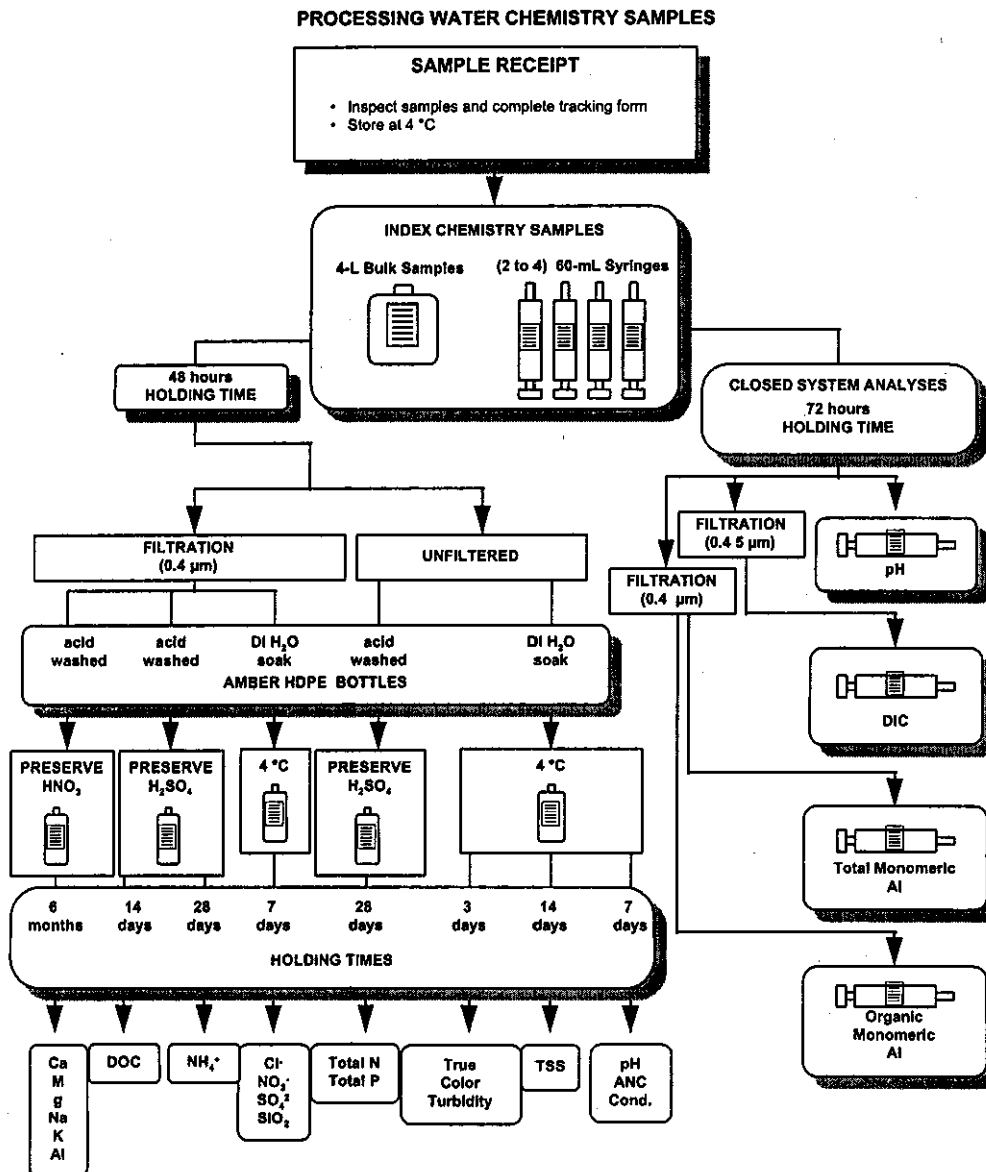 PROCESSING WATER CHEMISTRY SAMPLES
SAMPLE RECEIPT
• Inspect samples and complete tracking form
• Store at 4 °C
INDEX CHEMISTRY SAMPLES
4-L Bulk Samples
(2 to 4) 60-mL Syringes
48 hours
HOLDING TIME
CLOSED SYSTEM ANALYSES
72 hours
HOLDING TIME
FILTRATION
(0.4 µm)
UNFILTERED
FILTRATION
(0.4 5 µm)
FILTRATION
(0.4 µm)
pH
DIC
Total Monomeric
Al
Organic
Monomeric
Al
acid
washed
acid
washed
DI H₂O
soak
acid
washed
DI H₂O
soak
AMBER HDPE BOTTLES
PRESERVE
HNO₃
PRESERVE
H₂SO₄
4 °C
PRESERVE
H₂SO₄
4 °C
6
months
14
days
28
days
7
days
28
days
3
days
14
days
7
days
HOLDING TIMES
Ca
M
g
Na
K
Al
DOC
NH₄⁺
Cl⁻
NO₃⁻
SO₄²
SIO₂
Total N
Total P
True
Color
Turbidity
TSS
pH
ANC
Cond.